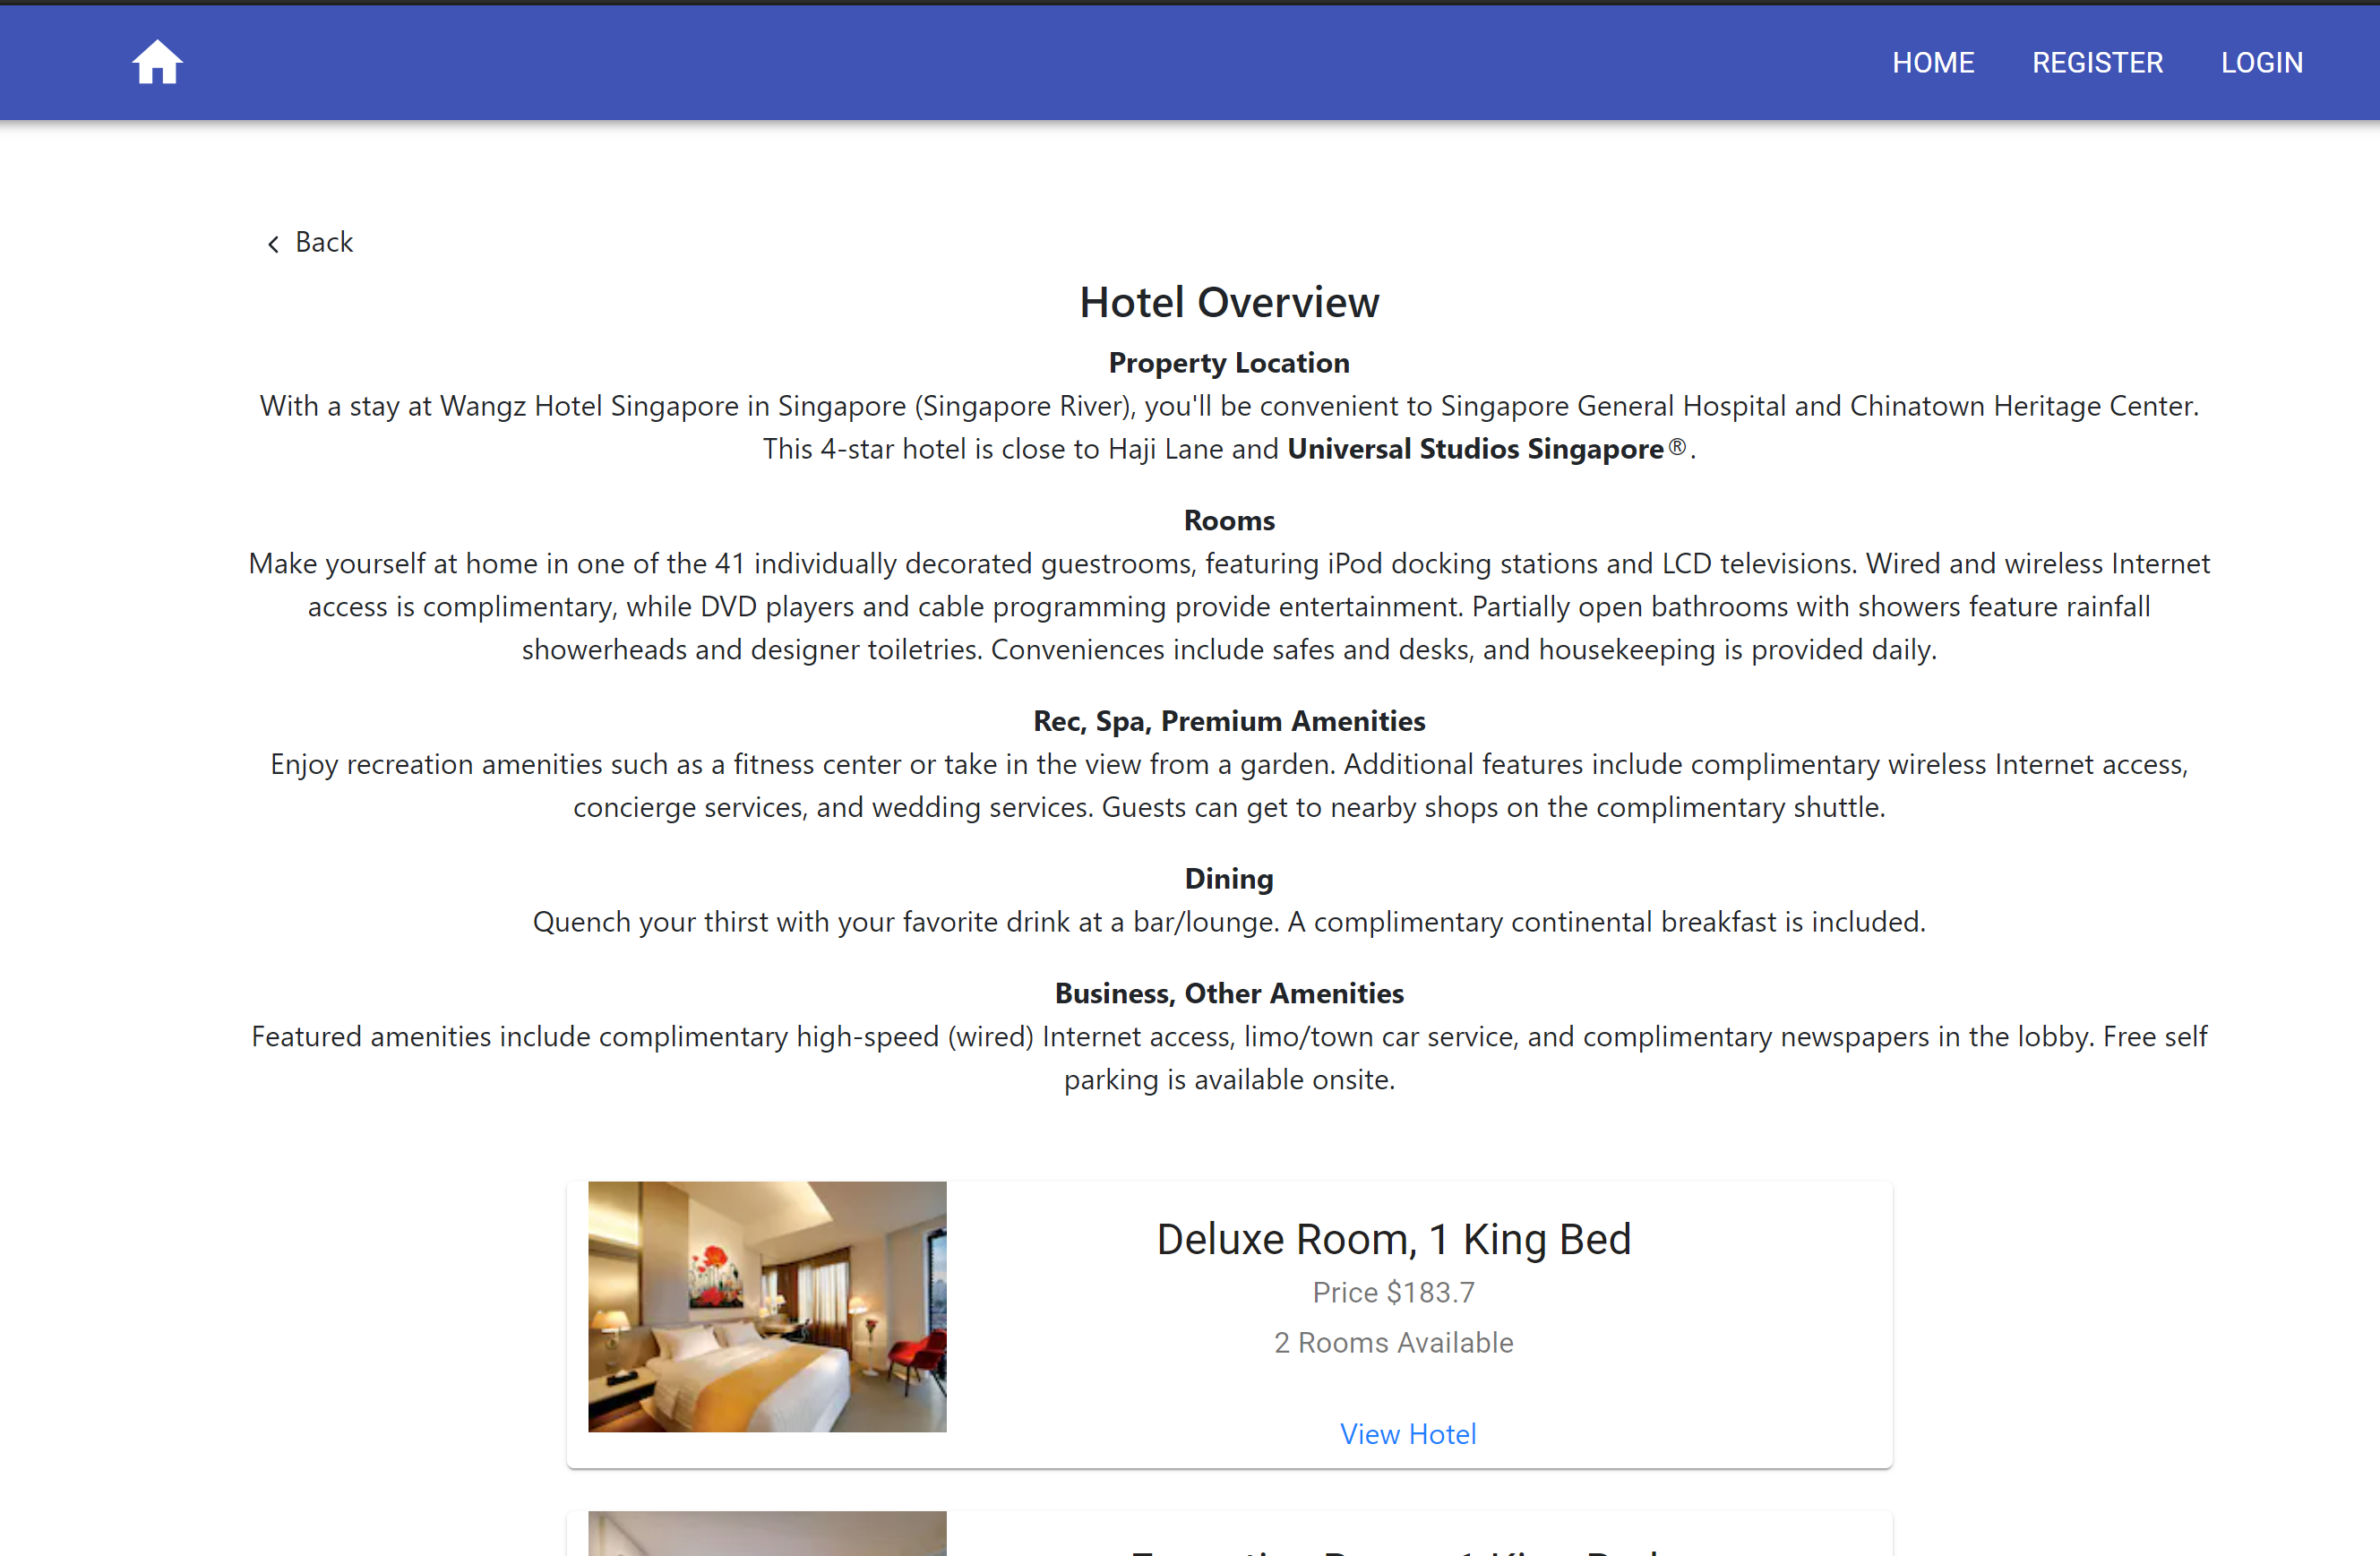 HOME REGISTER LOGIN
Back
Hotel Overview
Property Location
With a stay at Wangz Hotel Singapore in Singapore (Singapore River), you'll be convenient to Singapore General Hospital and Chinatown Heritage Center.
This 4-star hotel is close to Haji Lane and Universal Studios Singapore®.
Rooms
Make yourself at home in one of the 41 individually decorated guestrooms, featuring iPod docking stations and LCD televisions. Wired and wireless Internet
access is complimentary, while DVD players and cable programming provide entertainment. Partially open bathrooms with showers feature rainfall
showerheads and designer toiletries. Conveniences include safes and desks, and housekeeping is provided daily.
Rec, Spa, Premium Amenities
Enjoy recreation amenities such as a fitness center or take in the view from a garden. Additional features include complimentary wireless Internet access,
concierge services, and wedding services. Guests can get to nearby shops on the complimentary shuttle.
Dining
Quench your thirst with your favorite drink at a bar/lounge. A complimentary continental breakfast is included.
Business, Other Amenities
Featured amenities include complimentary high-speed (wired) Internet access, limo/town car service, and complimentary newspapers in the lobby. Free self
parking is available onsite.
Deluxe Room, 1 King Bed
Price $183.7
2 Rooms Available
View Hotel